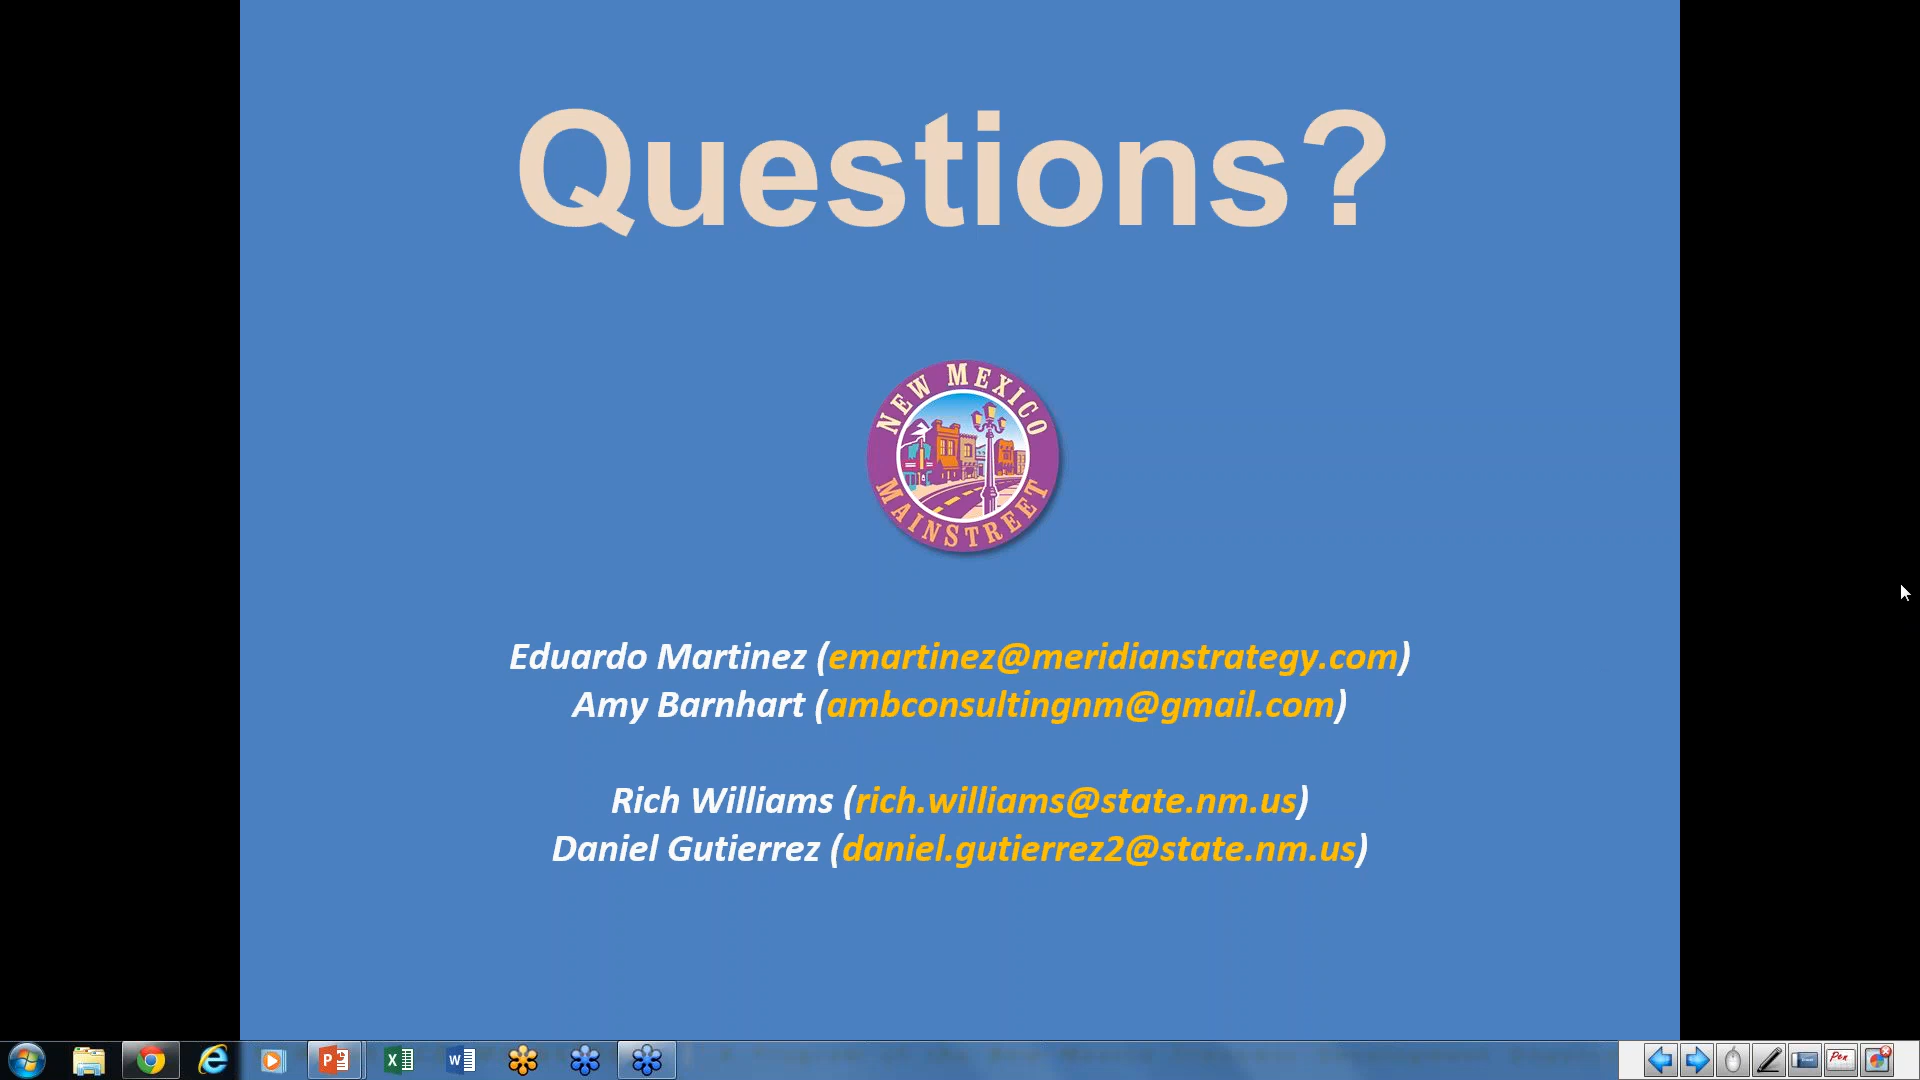 Questions?
NEW MEXICO
MAINSTREET
Eduardo Martinez (emartinez@meridianstrategy.com)
Amy Barnhart (ambconsultingnm@gmail.com)
Rich Williams (rich.williams@state.nm.us)
Daniel Gutierrez (daniel.gutierrez2@state.nm.us)
Pen